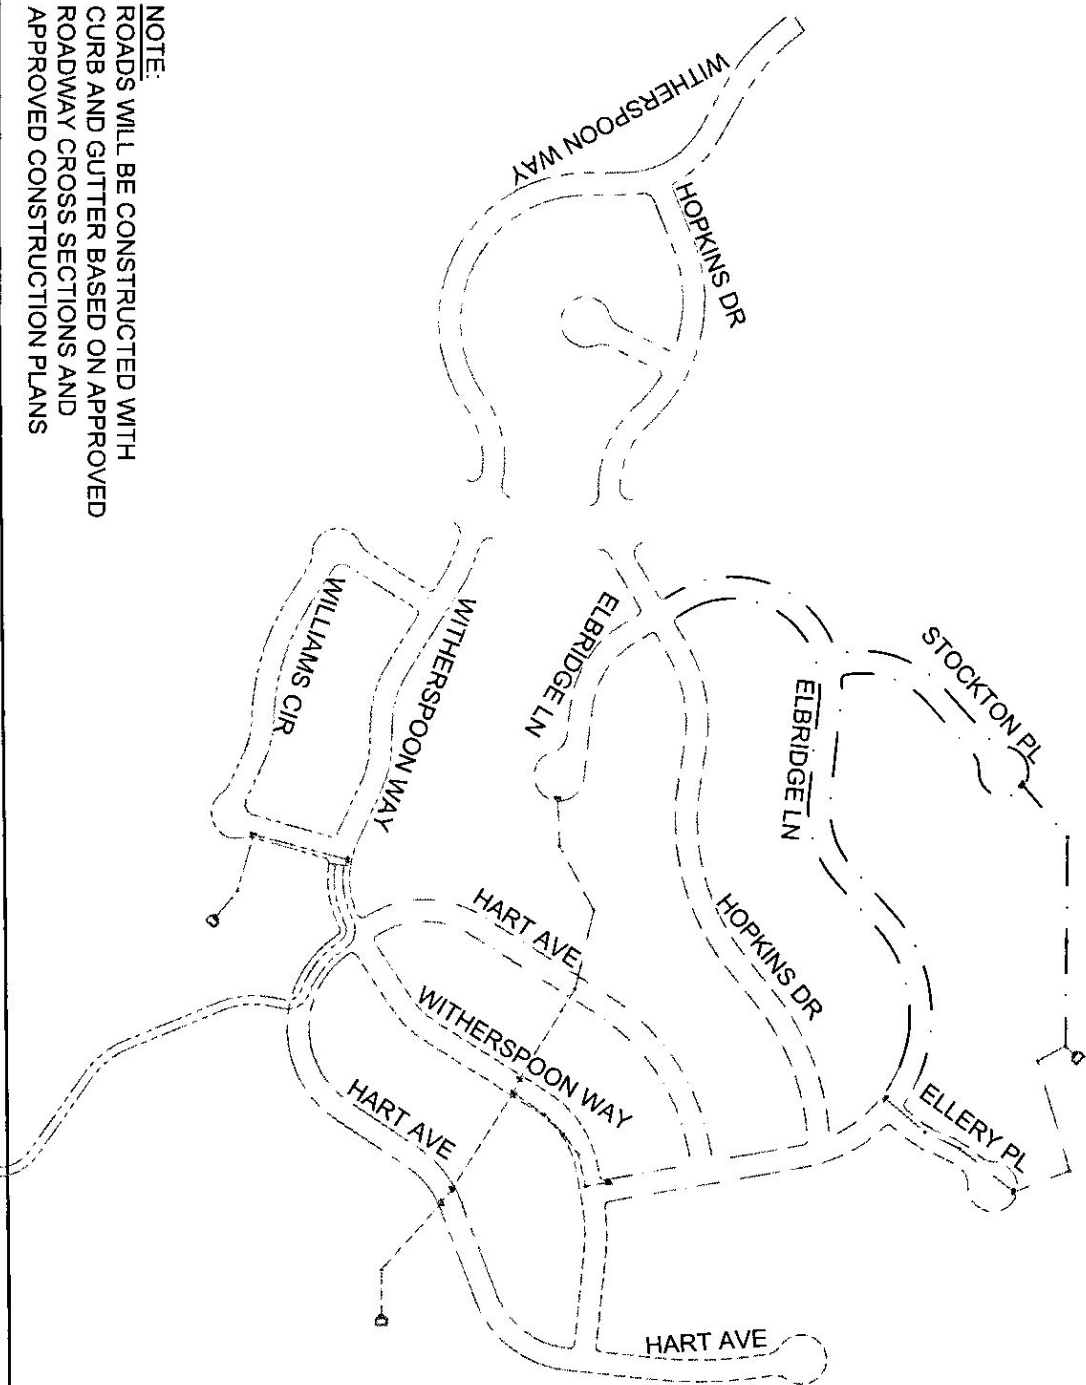 NOTE:
ROADS WILL BE CONSTRUCTED WITH
CURB AND GUTTER BASED ON APPROVED
ROADWAY CROSS SECTIONS AND
APPROVED CONSTRUCTION PLANS
WITHERSPOON WAY
HOPKINS DR
STOCKTON PL
ELBRIDGE LN
ELBRIDGE LN
WITHERSPOON WAY
WILLIAMS CIR
HART AVE
HOPKINS DR
WITHERSPOON WAY
HART AVE
ELLERY PL
HART AVE